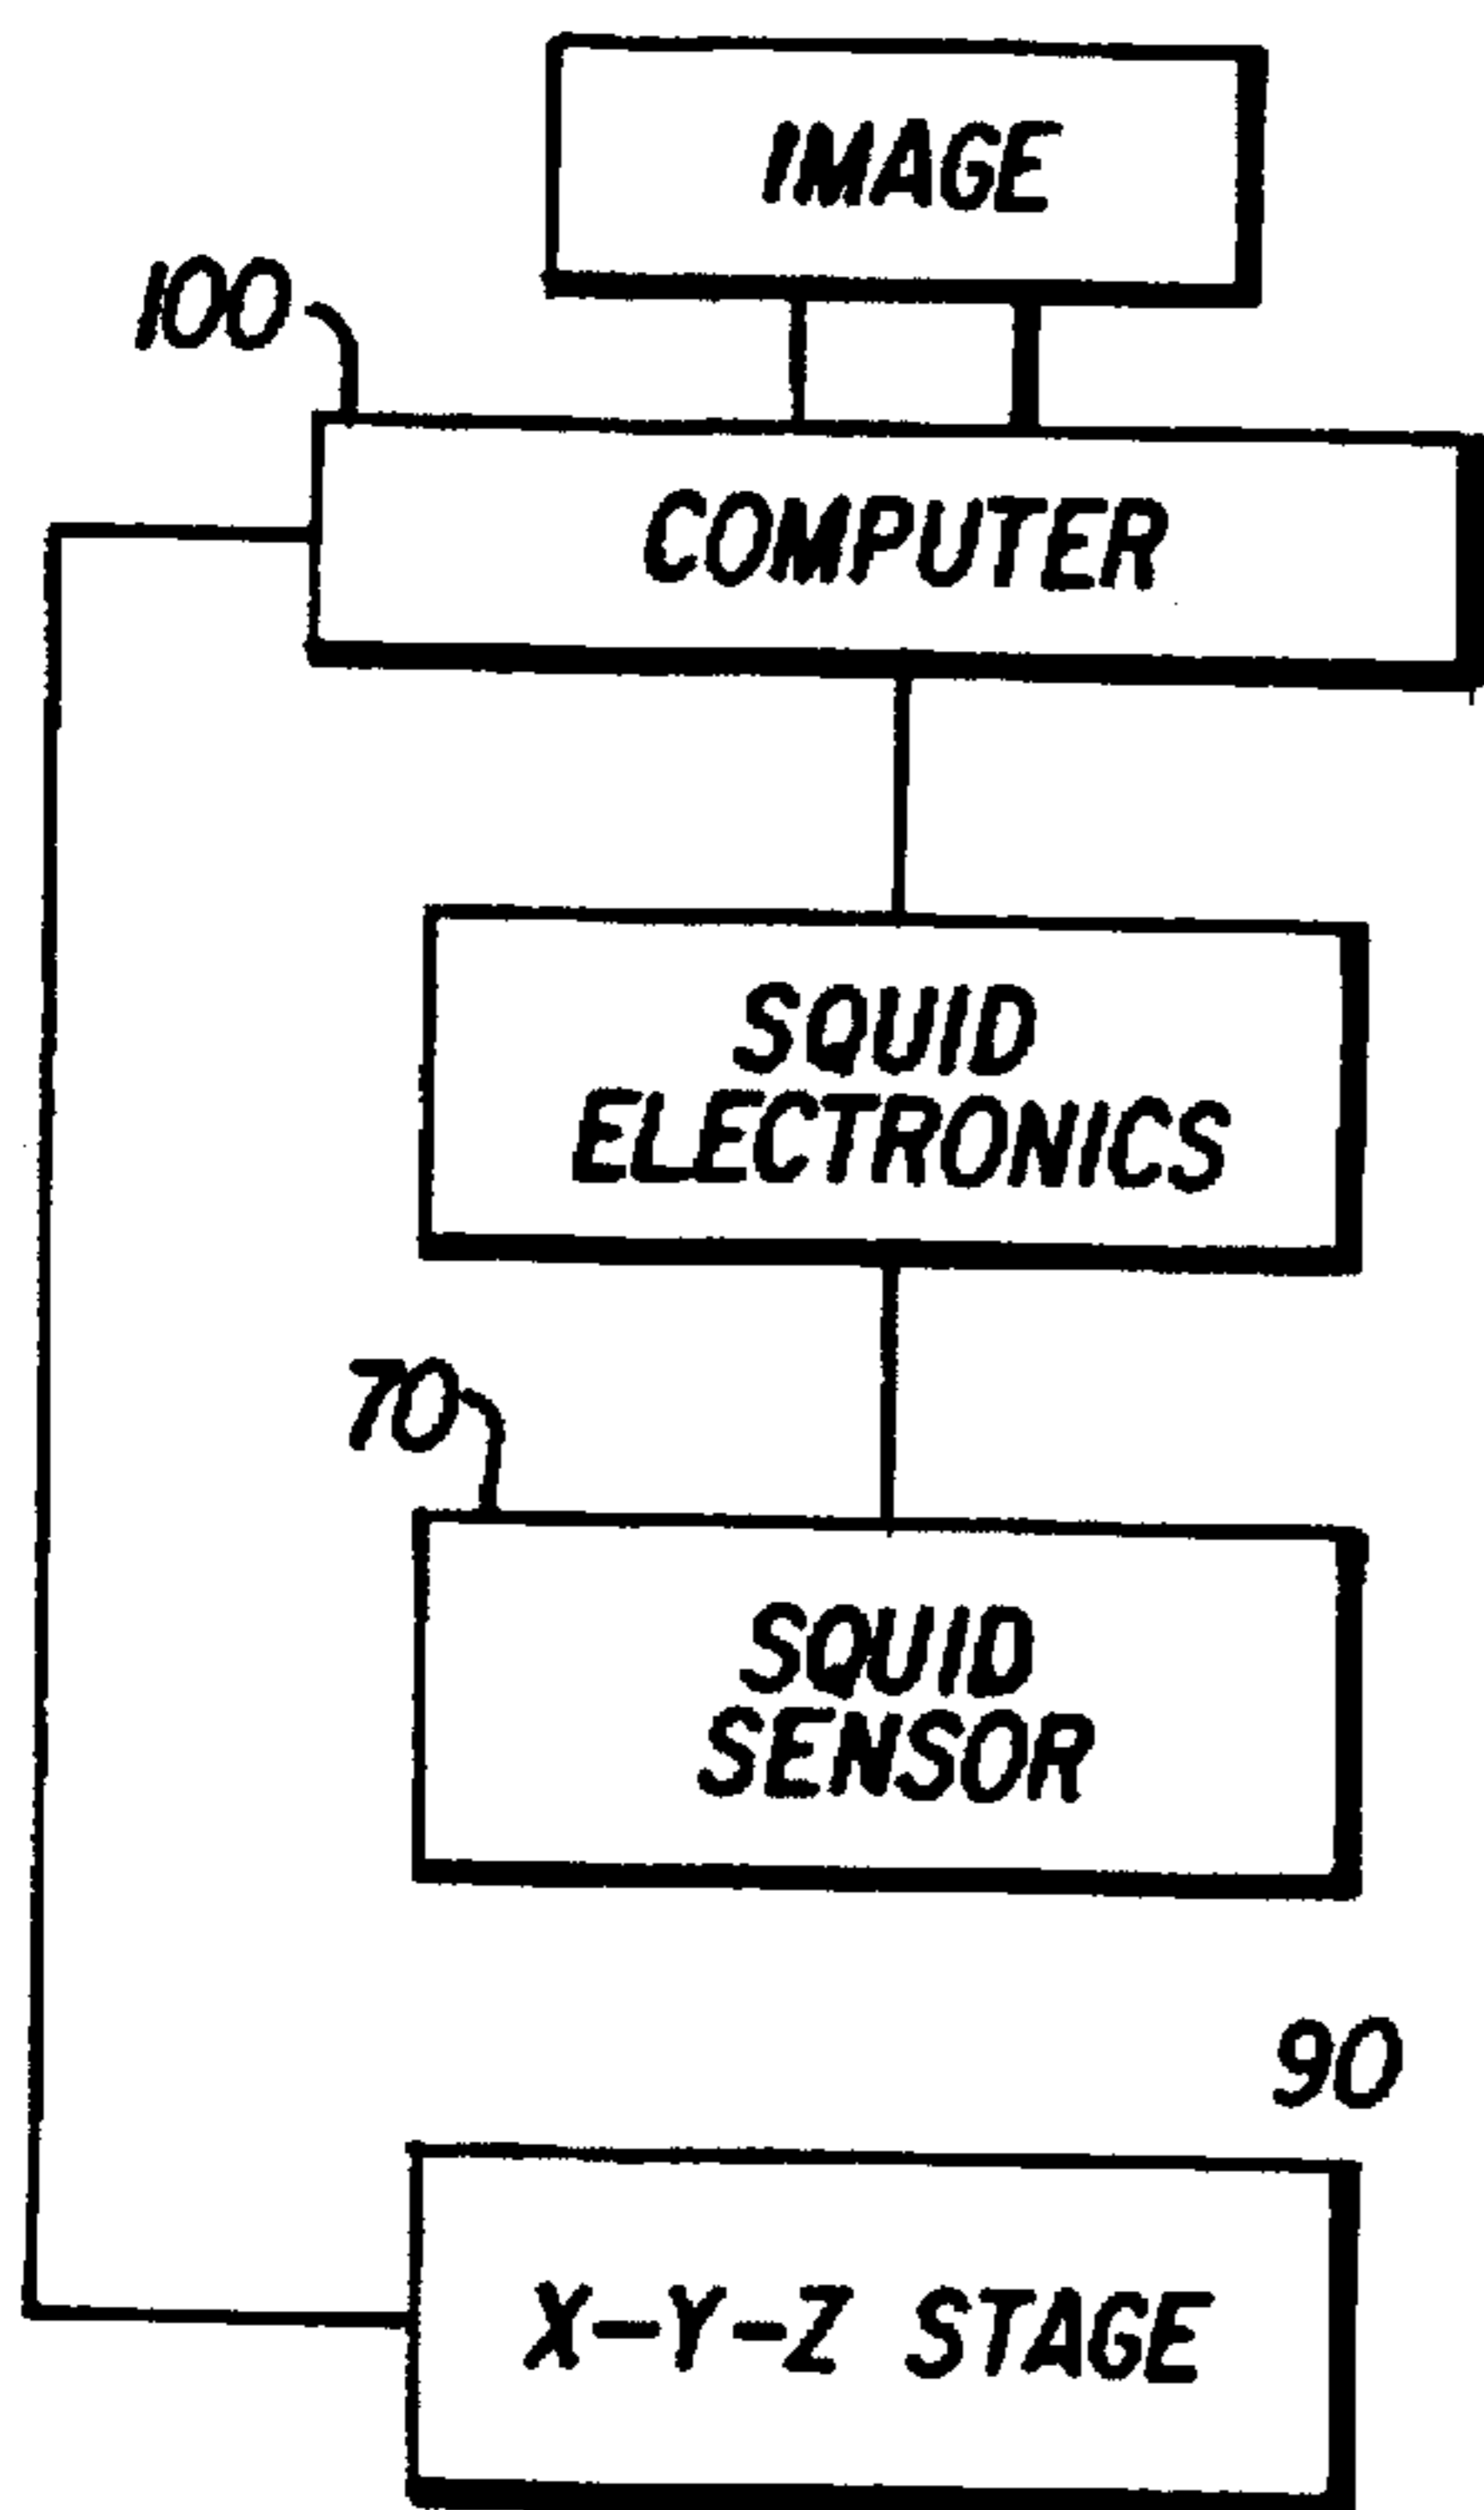 IMAGE
100
COMPUTER
SQUID
ELECTRONICS
70
SQUID
SENSOR
90
X-Y-Z STAGE